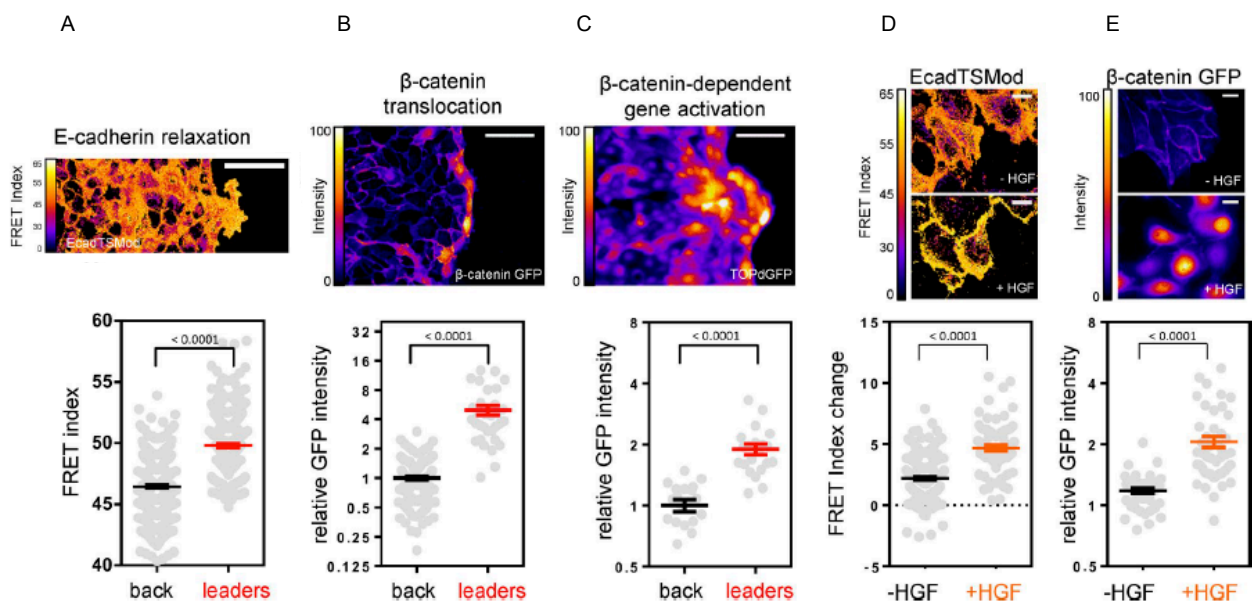 A
B
C
D
E
E-cadherin relaxation
β-catenin
translocation
β-catenin-dependent
gene activation
EcadTSMod
β-catenin GFP
FRET Index
65
55
45
30
0
EcadTSMod
Intensity
100
0
β-catenin GFP
Intensity
100
0
TOPdGFP
FRET Index
65
60
45
30
0
- HGF
+ HGF
Intensity
100
0
- HGF
+ HGF
FRET index
60
55
50
45
40
< 0.0001
back
leaders
relative GFP intensity
32
16
8
4
2
1
0.5
0.25
0.125
< 0.0001
back
leaders
relative GFP intensity
8
4
2
1
0.5
< 0.0001
back
leaders
FRET Index change
15
10
5
0
-5
< 0.0001
-HGF
+HGF
relative GFP intensity
8
4
2
1
0.5
< 0.0001
-HGF
+HGF